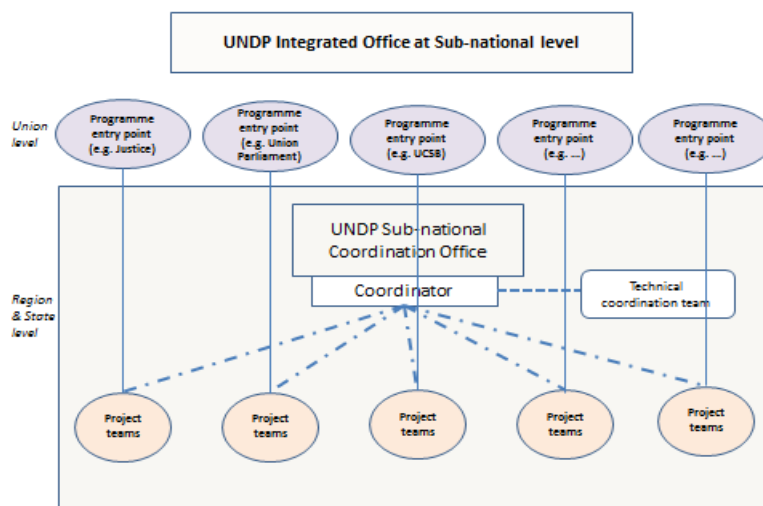 UNDP Integrated Office at Sub-national level
Union
level
Programme
entry point
(e.g. Justice)
Programme
entry point
(e.g. Union
Parliament)
Programme
entry point
(e.g. UCSB)
Programme
entry point
(e.g. ...)
Programme
entry point
(e.g. ...)
UNDP Sub-national
Coordination Office
Coordinator
Technical
coordination team
Region
& State
level
Project
teams
Project
teams
Project
teams
Project
teams
Project
teams